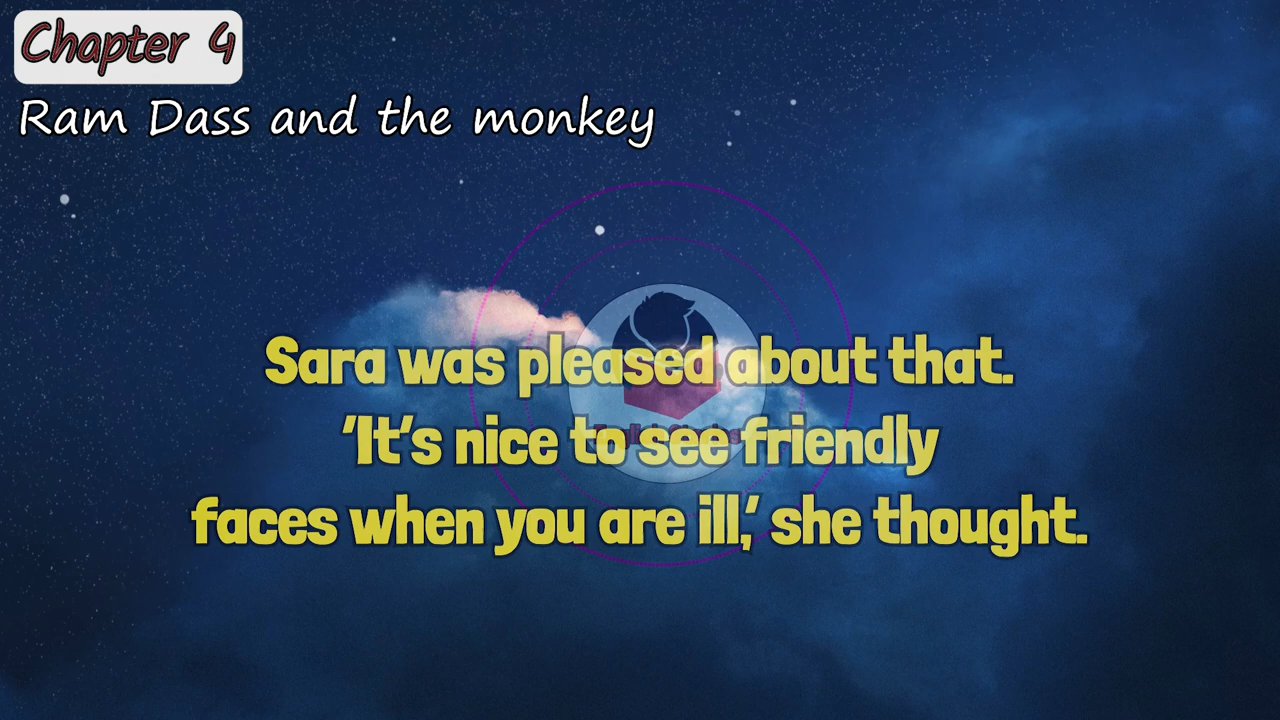 Chapter 4
Ram Dass and the monkey
Sara was pleased about that.
'It's nice to see friendly
faces when you are ill,' she thought.